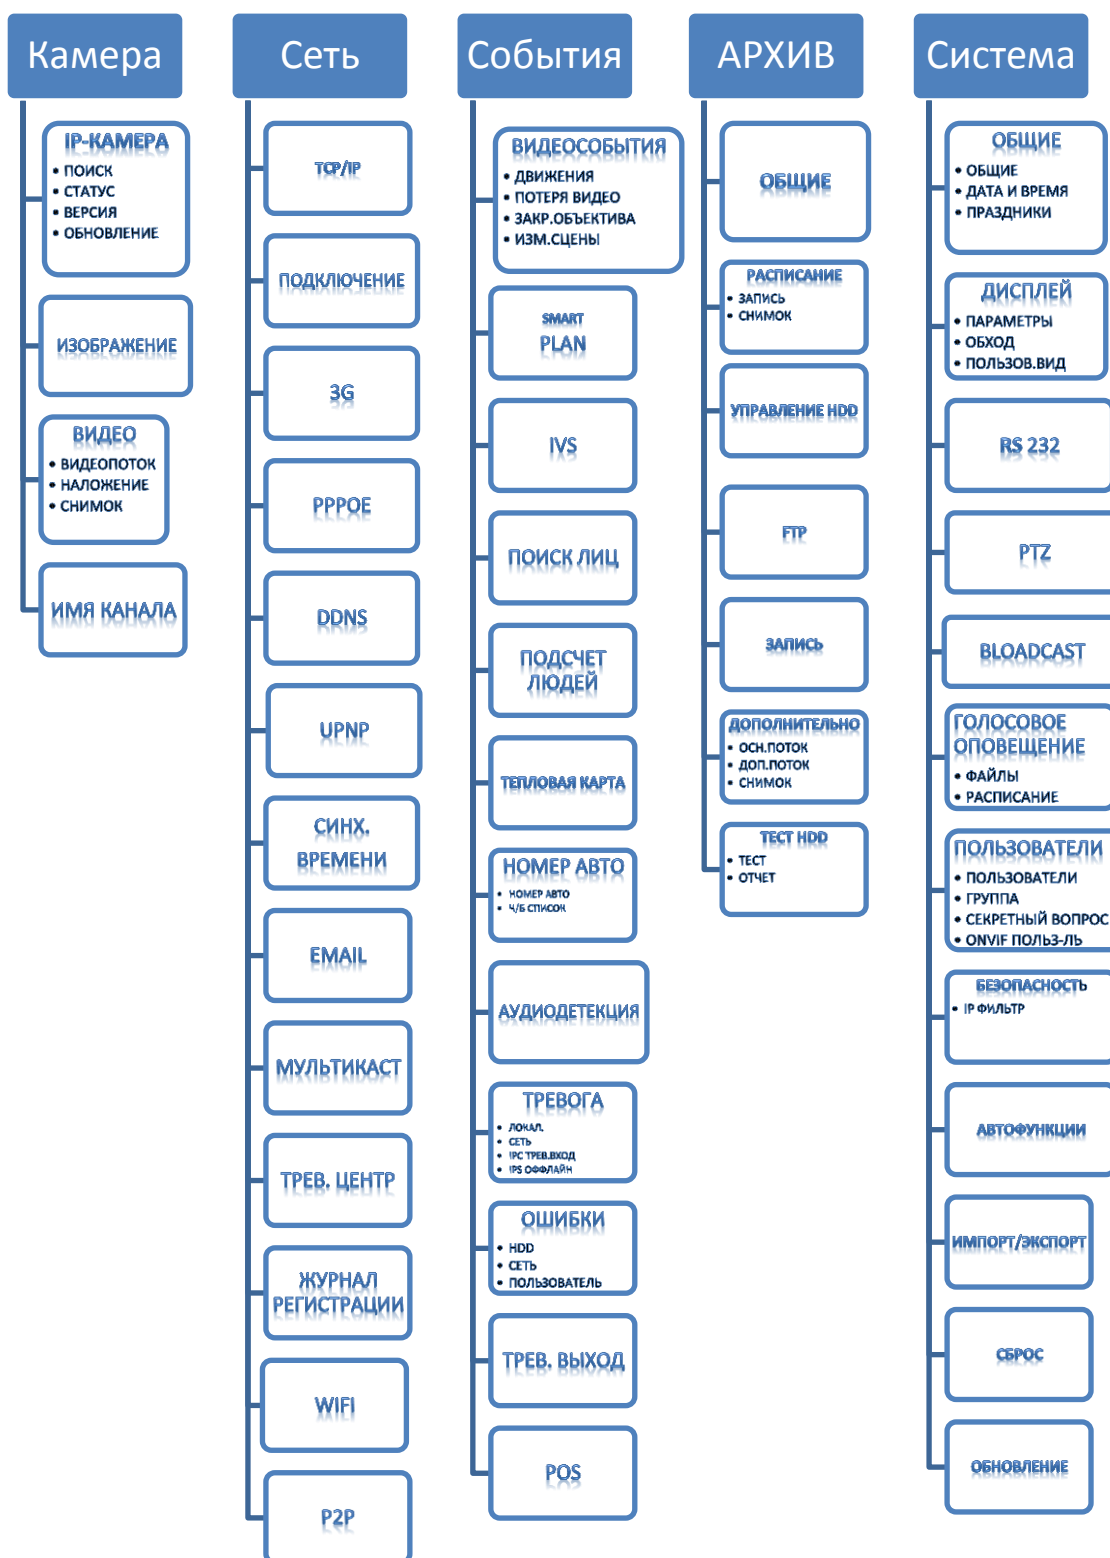 Камера
IP-КАМЕРА
• ПОИСК
• СТАТУС
• ВЕРСИЯ
• ОБНОВЛЕНИЕ
ИЗОБРАЖЕНИЕ
ВИДЕО
• ВИДЕОПОТОК
• НАЛОЖЕНИЕ
• СНИМОК
ИМЯ КАНАЛА
Сеть
TCP/IP
ПОДКЛЮЧЕНИЕ
3G
PPPOE
DDNS
UPNP
СИНХ.
ВРЕМЕНИ
EMAIL
МУЛЬТИКАСТ
ТРЕВ. ЦЕНТР
ЖУРНАЛ
РЕГИСТРАЦИИ
WIFI
P2P
События
ВИДЕОСОБЫТИЯ
• ДВИЖЕНИЯ
• ПОТЕРЯ ВИДЕО
• ЗАКР.ОБЪЕКТИВА
• ИЗМ.СЦЕНЫ
SMART
PLAN
IVS
ПОИСК ЛИЦ
ПОДСЧЕТ
ЛЮДЕЙ
ТЕПЛОВАЯ КАРТА
НОМЕР АВТО
• НОМЕР АВТО
• Ч/Б СПИСОК
АУДИОДЕТЕКЦИЯ
ТРЕВОГА
• ЛОКАЛ.
• СЕТЬ
• IPC ТРЕВ.ВХОД
• IPS ОФФЛАЙН
ОШИБКИ
• HDD
• СЕТЬ
• ПОЛЬЗОВАТЕЛЬ
ТРЕВ. ВЫХОД
POS
АРХИВ
ОБЩИЕ
РАСПИСАНИЕ
• ЗАПИСЬ
• СНИМОК
УПРАВЛЕНИЕ HDD
FTP
ЗАПИСЬ
ДОПОЛНИТЕЛЬНО
• ОСН.ПОТОК
• ДОП.ПОТОК
• СНИМОК
ТЕСТ HDD
• ТЕСТ
• ОТЧЕТ
Система
ОБЩИЕ
• ОБЩИЕ
• ДАТА И ВРЕМЯ
• ПРАЗДНИКИ
ДИСПЛЕЙ
• ПАРАМЕТРЫ
• ОБХОД
• ПОЛЬЗОВ.ВИД
RS 232
PTZ
BLOADCAST
ГОЛОСОВОЕ
ОПОВЕЩЕНИЕ
• ФАЙЛЫ
• РАСПИСАНИЕ
ПОЛЬЗОВАТЕЛИ
• ПОЛЬЗОВАТЕЛИ
• ГРУППА
• СЕКРЕТНЫЙ ВОПРОС
• ONVIF ПОЛЬЗ-ЛЬ
БЕЗОПАСНОСТЬ
• IP ФИЛЬТР
АВТОФУНКЦИИ
ИМПОРТ/ЭКСПОРТ
СБРОС
ОБНОВЛЕНИЕ